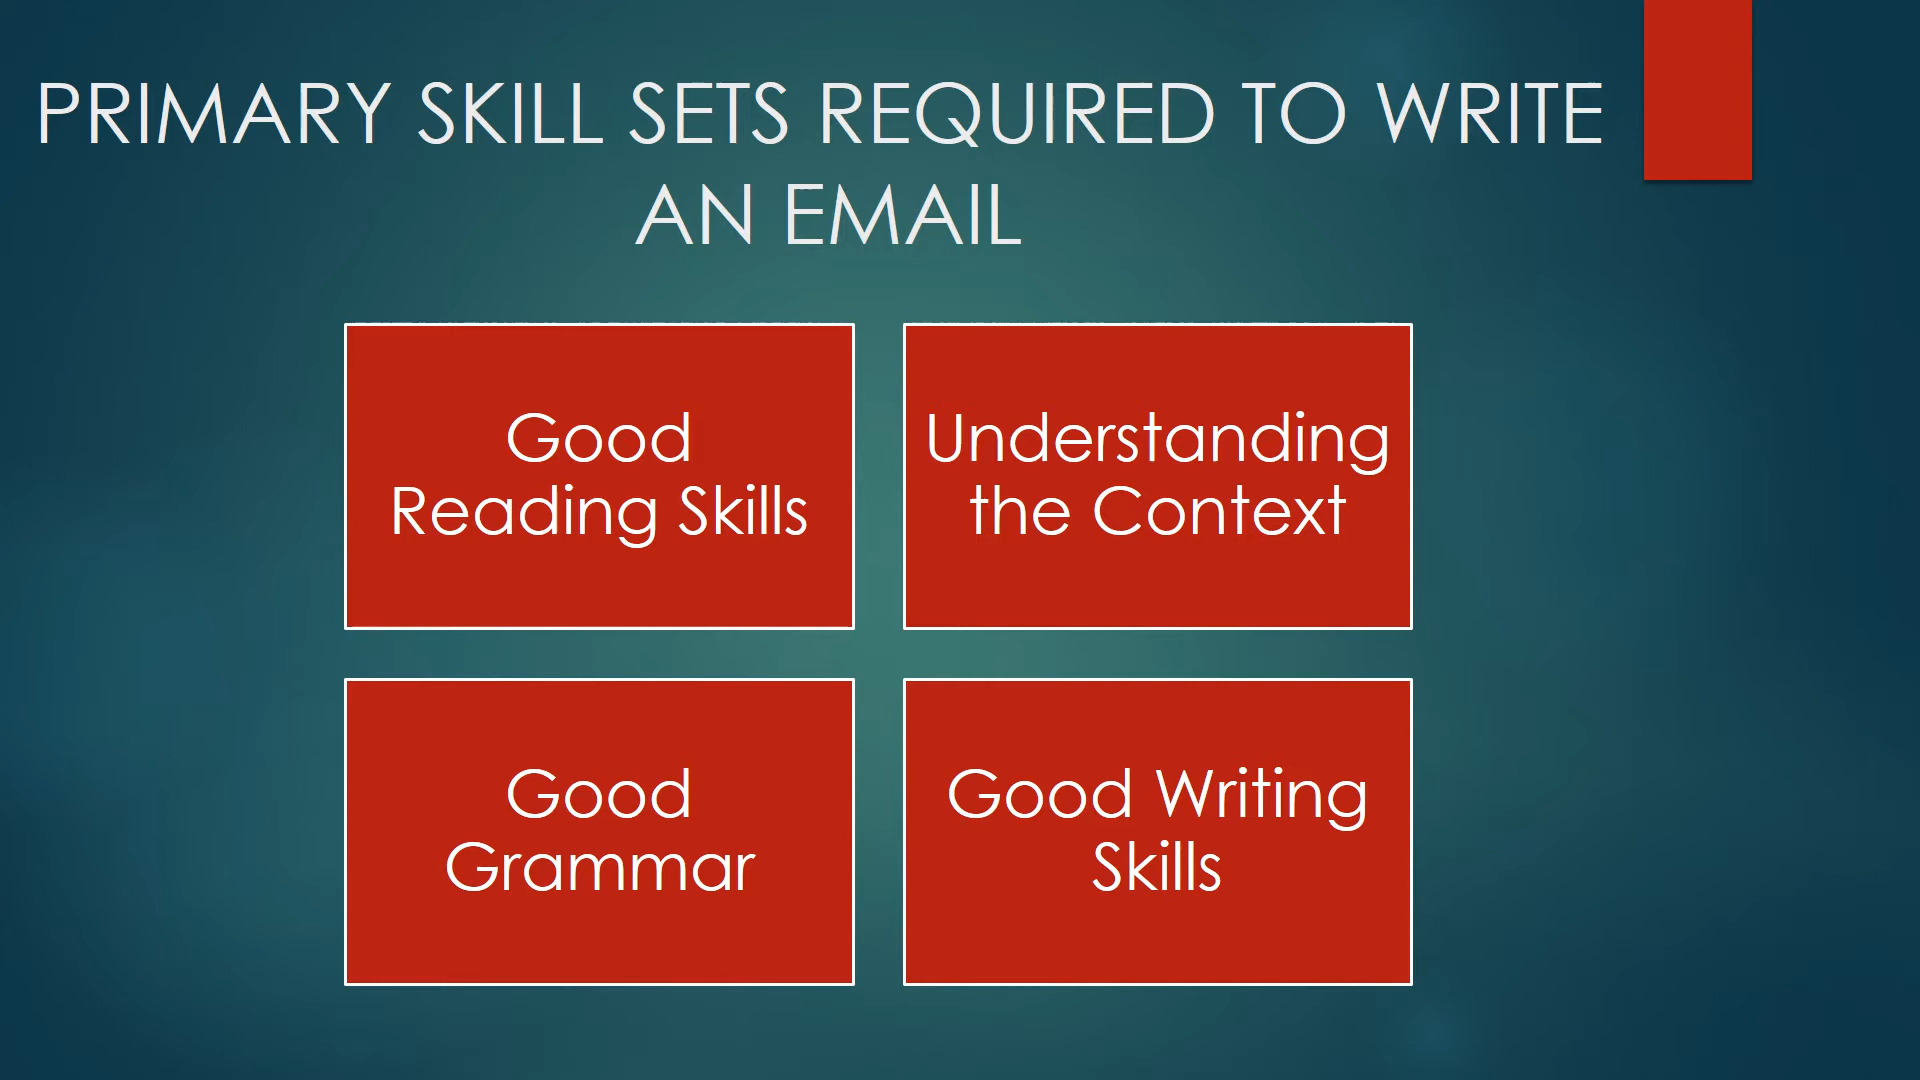 PRIMARY SKILL SETS REQUIRED TO WRITE
AN EMAIL
Good
Reading Skills
Understanding
the Context
Good
Grammar
Good Writing
Skills